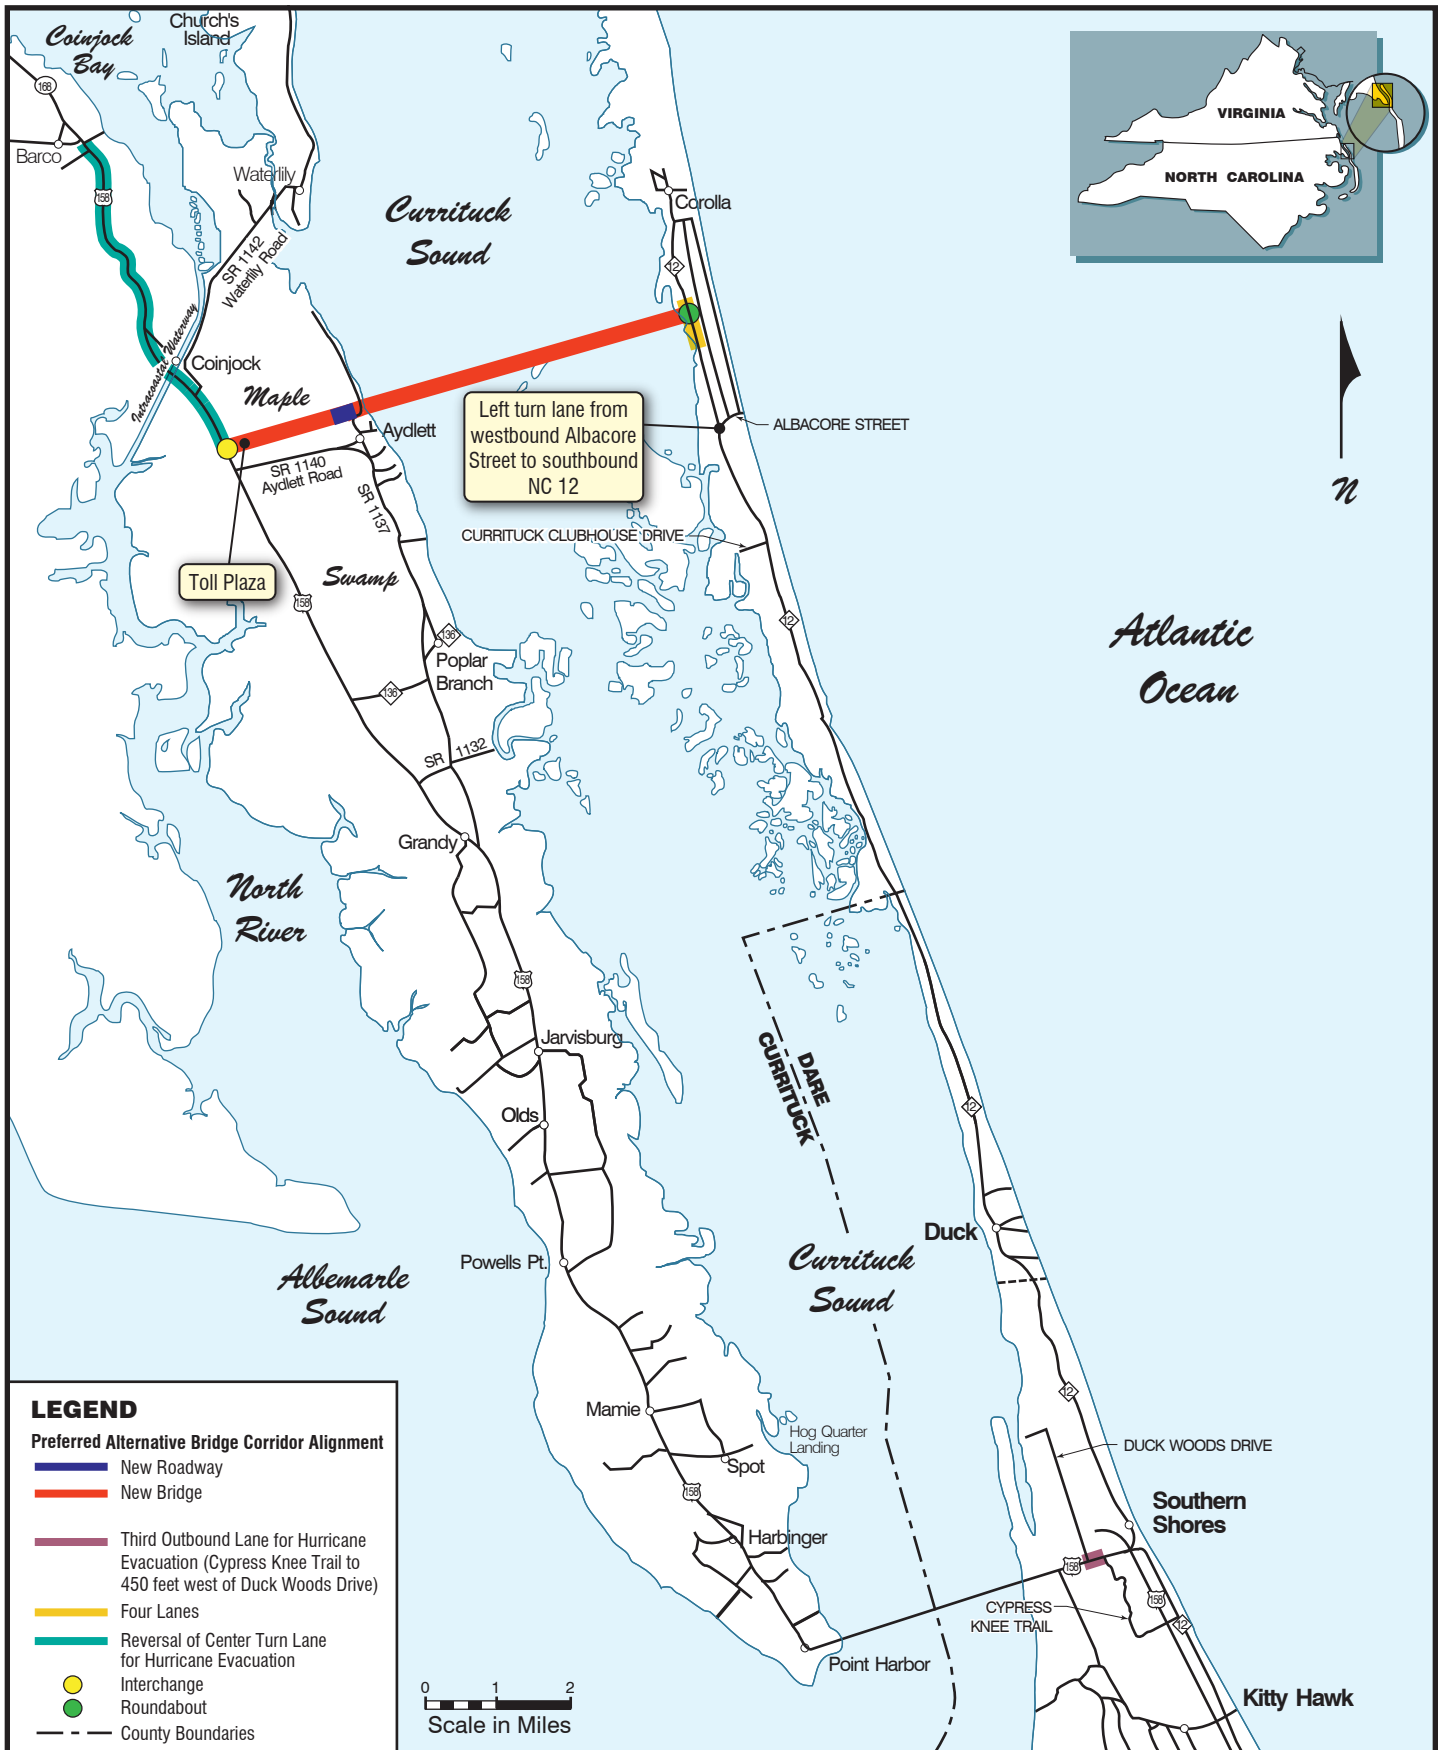 Coinjock
Bay
Church's
Island
168
Barco
158
Waterlily
SR 1142
Waterlily Road
Intracoastal Waterway
Coinjock
Maple
Currituck
Sound
Corolla
12
VIRGINIA
NORTH CAROLINA
N
Aydlett
SR 1140
Aydlett Road
SR 1137
Left turn lane from
westbound Albacore
Street to southbound
NC 12
ALBACORE STREET
CURRITUCK CLUBHOUSE DRIVE
Toll Plaza
Swamp
158
12
136
Poplar
Branch
136
SR 1132
Atlantic
Ocean
Grandy
North
River
158
Jarvisburg
DARE
CURRITUCK
12
Olds
Duck
Powells Pt.
Albemarle
Sound
Currituck
Sound
12
Mamie
Hog Quarter
Landing
Spot
158
Harbinger
DUCK WOODS DRIVE
Southern
Shores
158
158
12
CYPRESS
KNEE TRAIL
Point Harbor
Kitty Hawk
LEGEND
Preferred Alternative Bridge Corridor Alignment
New Roadway
New Bridge
Third Outbound Lane for Hurricane
Evacuation (Cypress Knee Trail to
450 feet west of Duck Woods Drive)
Four Lanes
Reversal of Center Turn Lane
for Hurricane Evacuation
Interchange
Roundabout
County Boundaries
0 1 2
Scale in Miles